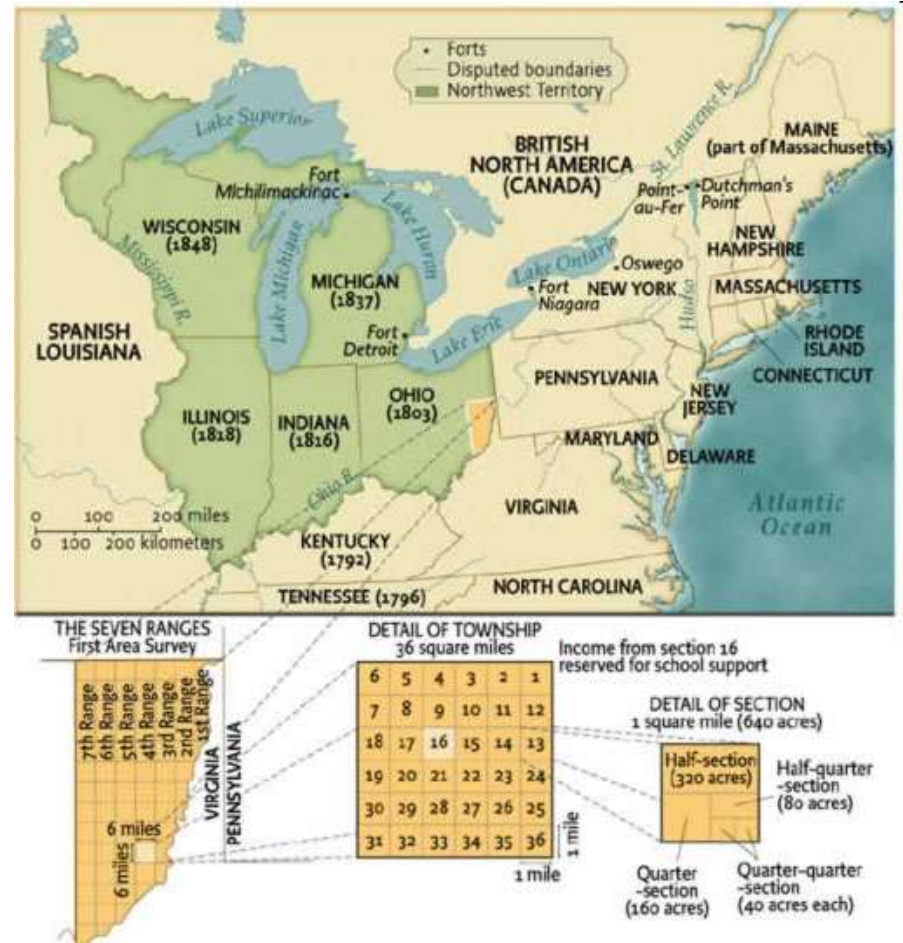 Forts
Disputed boundaries
Northwest Territory
Lake Superior
BRITISH
NORTH AMERICA
(CANADA)
St. Lawrence R.
MAINE
(part of Massachusetts)
Fort
Michilimackinac
Point-
au-Fer
Dutchman's
Point
WISCONSIN
(1848)
Lake Huron
NEW
HAMPSHIRE
Mississippi R.
Lake Michigan
MICHIGAN
(1837)
Lake Ontario
Oswego
Fort
Niagara
NEW YORK
Hudso
MASSACHUSETTS
SPANISH
LOUISIANA
Fort
Detroit
Lake Erie
RHODE
ISLAND
CONNECTICUT
PENNSYLVANIA
NEW
JERSEY
ILLINOIS
(1818)
INDIANA
(1816)
OHIO
(1803)
MARYLAND
DELAWARE
Ohio R.
VIRGINIA
Atlantic
Ocean
0 100 200 miles
0 100 200 kilometers
KENTUCKY
(1792)
TENNESSEE (1796)
NORTH CAROLINA
THE SEVEN RANGES
First Area Survey
7th Range
6th Range
5th Range
4th Range
3rd Range
2nd Range
1st Range
VIRGINIA
PENNSYLVANIA
6 miles
6 miles
DETAIL OF TOWNSHIP
36 square miles
Income from section 16
reserved for school support
6 5 4 3 2 1
7 8 9 10 11 12
18 17 16 15 14 13
19 20 21 22 23 24
30 29 28 27 26 25
31 32 33 34 35 36
1 mile
1 mile
DETAIL OF SECTION
1 square mile (640 acres)
Half-section
(320 acres)
Half-quarter
-section
(80 acres)
Quarter
-section
(160 acres)
Quarter-quarter
-section
(40 acres each)